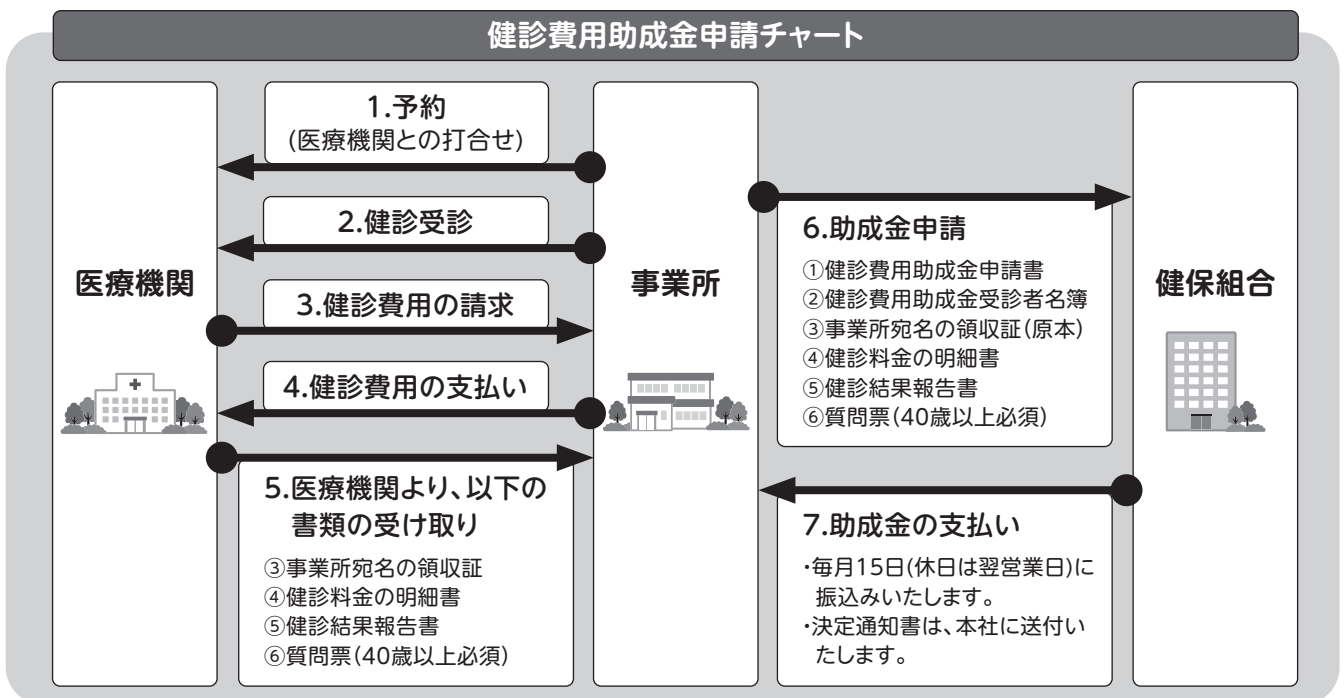 健診費用助成金申請チャート
医療機関
1.予約
(医療機関との打合せ)
2.健診受診
3.健診費用の請求
4.健診費用の支払い
5.医療機関より、以下の
書類の受け取り
③事業所宛名の領収証
④健診料金の明細書
⑤健診結果報告書
⑥質問票(40歳以上必須)
事業所
6.助成金申請
①健診費用助成金申請書
②健診費用助成金受診者名簿
③事業所宛名の領収証(原本)
④健診料金の明細書
⑤健診結果報告書
⑥質問票(40歳以上必須)
7.助成金の支払い
・毎月15日(休日は翌営業日)に
振込みいたします。
・決定通知書は、本社に送付い
たします。
健保組合